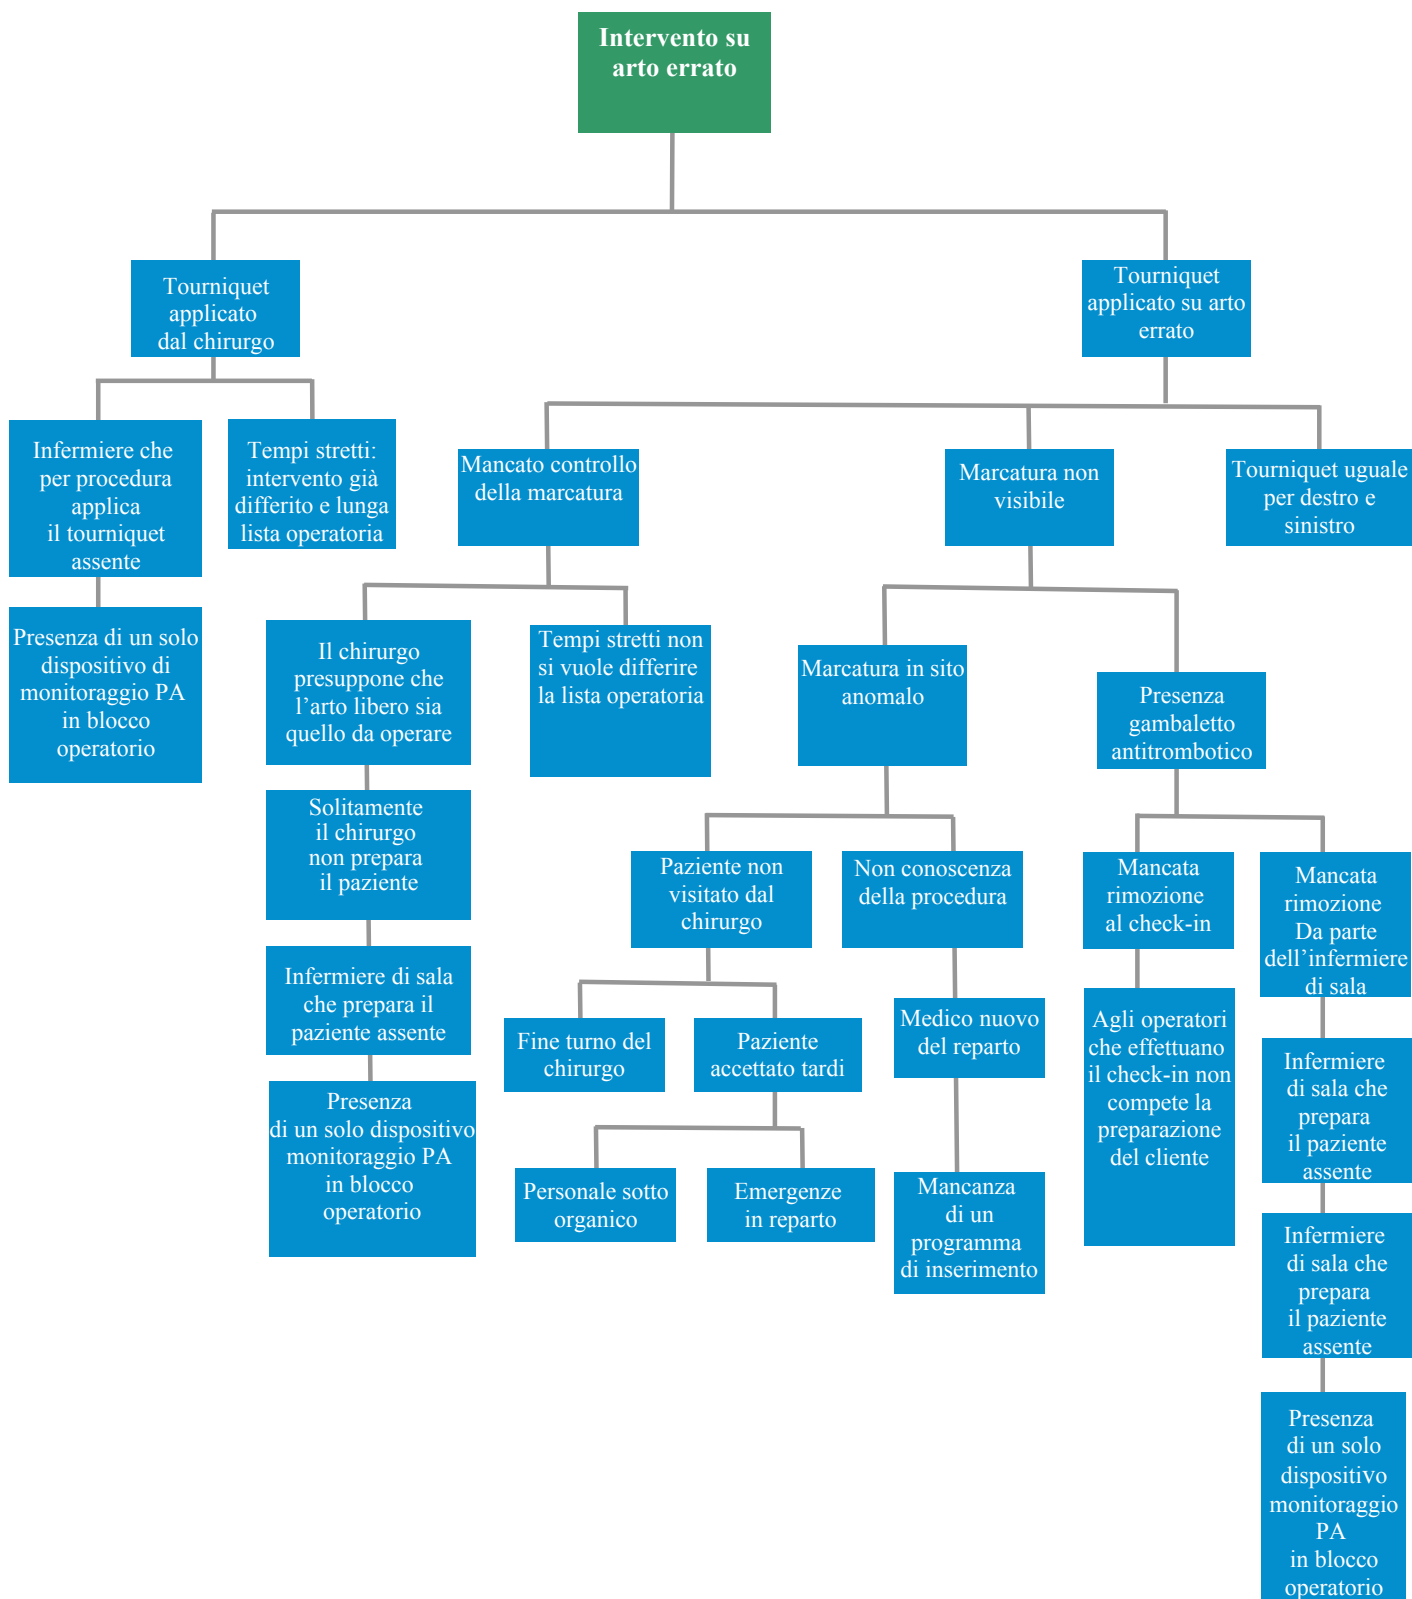 Intervento su
arto errato
Tourniquet
applicato
dal chirurgo
Tourniquet
applicato su arto
errato
Infermiere che
per procedura
applica
il tourniquet
assente
Tempi stretti:
intervento già
differito e lunga
lista operatoria
Mancato controllo
della marcatura
Marcatura non
visibile
Tourniquet uguale
per destro e
sinistro
Presenza di un solo
dispositivo di
monitoraggio PA
in blocco
operatorio
Il chirurgo
presuppone che
l’arto libero sia
quello da operare
Tempi stretti non
si vuole differire
la lista operatoria
Marcatura in sito
anomalo
Presenza
gambaletto
antitrombotico
Solitamente
il chirurgo
non prepara
il paziente
Paziente non
visitato dal
chirurgo
Non conoscenza
della procedura
Mancata
rimozione
al check-in
Mancata
rimozione
Da parte
dell’infermiere
di sala
Infermiere di sala
che prepara il
paziente assente
Fine turno del
chirurgo
Paziente
accettato tardi
Medico nuovo
del reparto
Agli operatori
che effettuano
il check-in non
compete la
preparazione
del cliente
Infermiere
di sala che
prepara
il paziente
assente
Presenza
di un solo dispositivo
monitoraggio PA
in blocco
operatorio
Personale sotto
organico
Emergenze
in reparto
Mancanza
di un
programma
di inserimento
Infermiere
di sala che
prepara
il paziente
assente
Presenza
di un solo
dispositivo
monitoraggio
PA
in blocco
operatorio